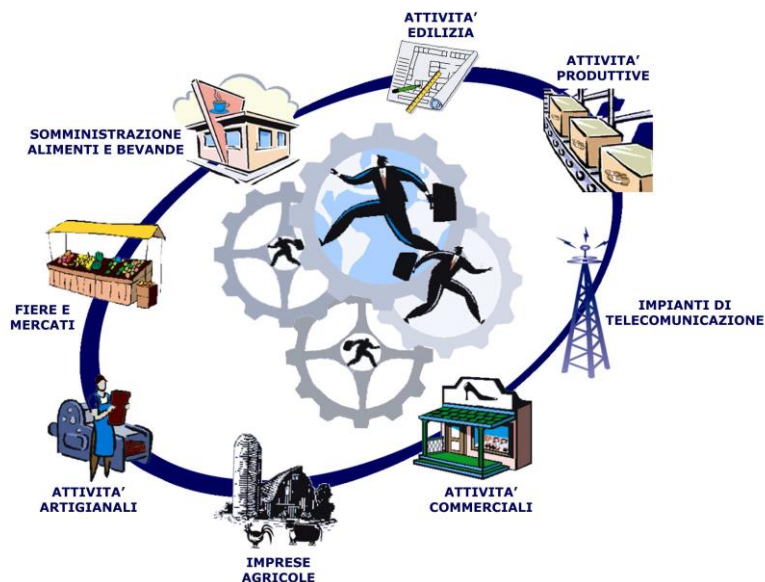 ATTIVITA'
EDILIZIA
ATTIVITA'
PRODUTTIVE
SOMMINISTRAZIONE
ALIMENTI E BEVANDE
IMPIANTI DI
TELECOMUNICAZIONE
FIERE E
MERCATI
ATTIVITA'
ARTIGIANALI
ATTIVITA'
COMMERCIALI
IMPRESE
AGRICOLE